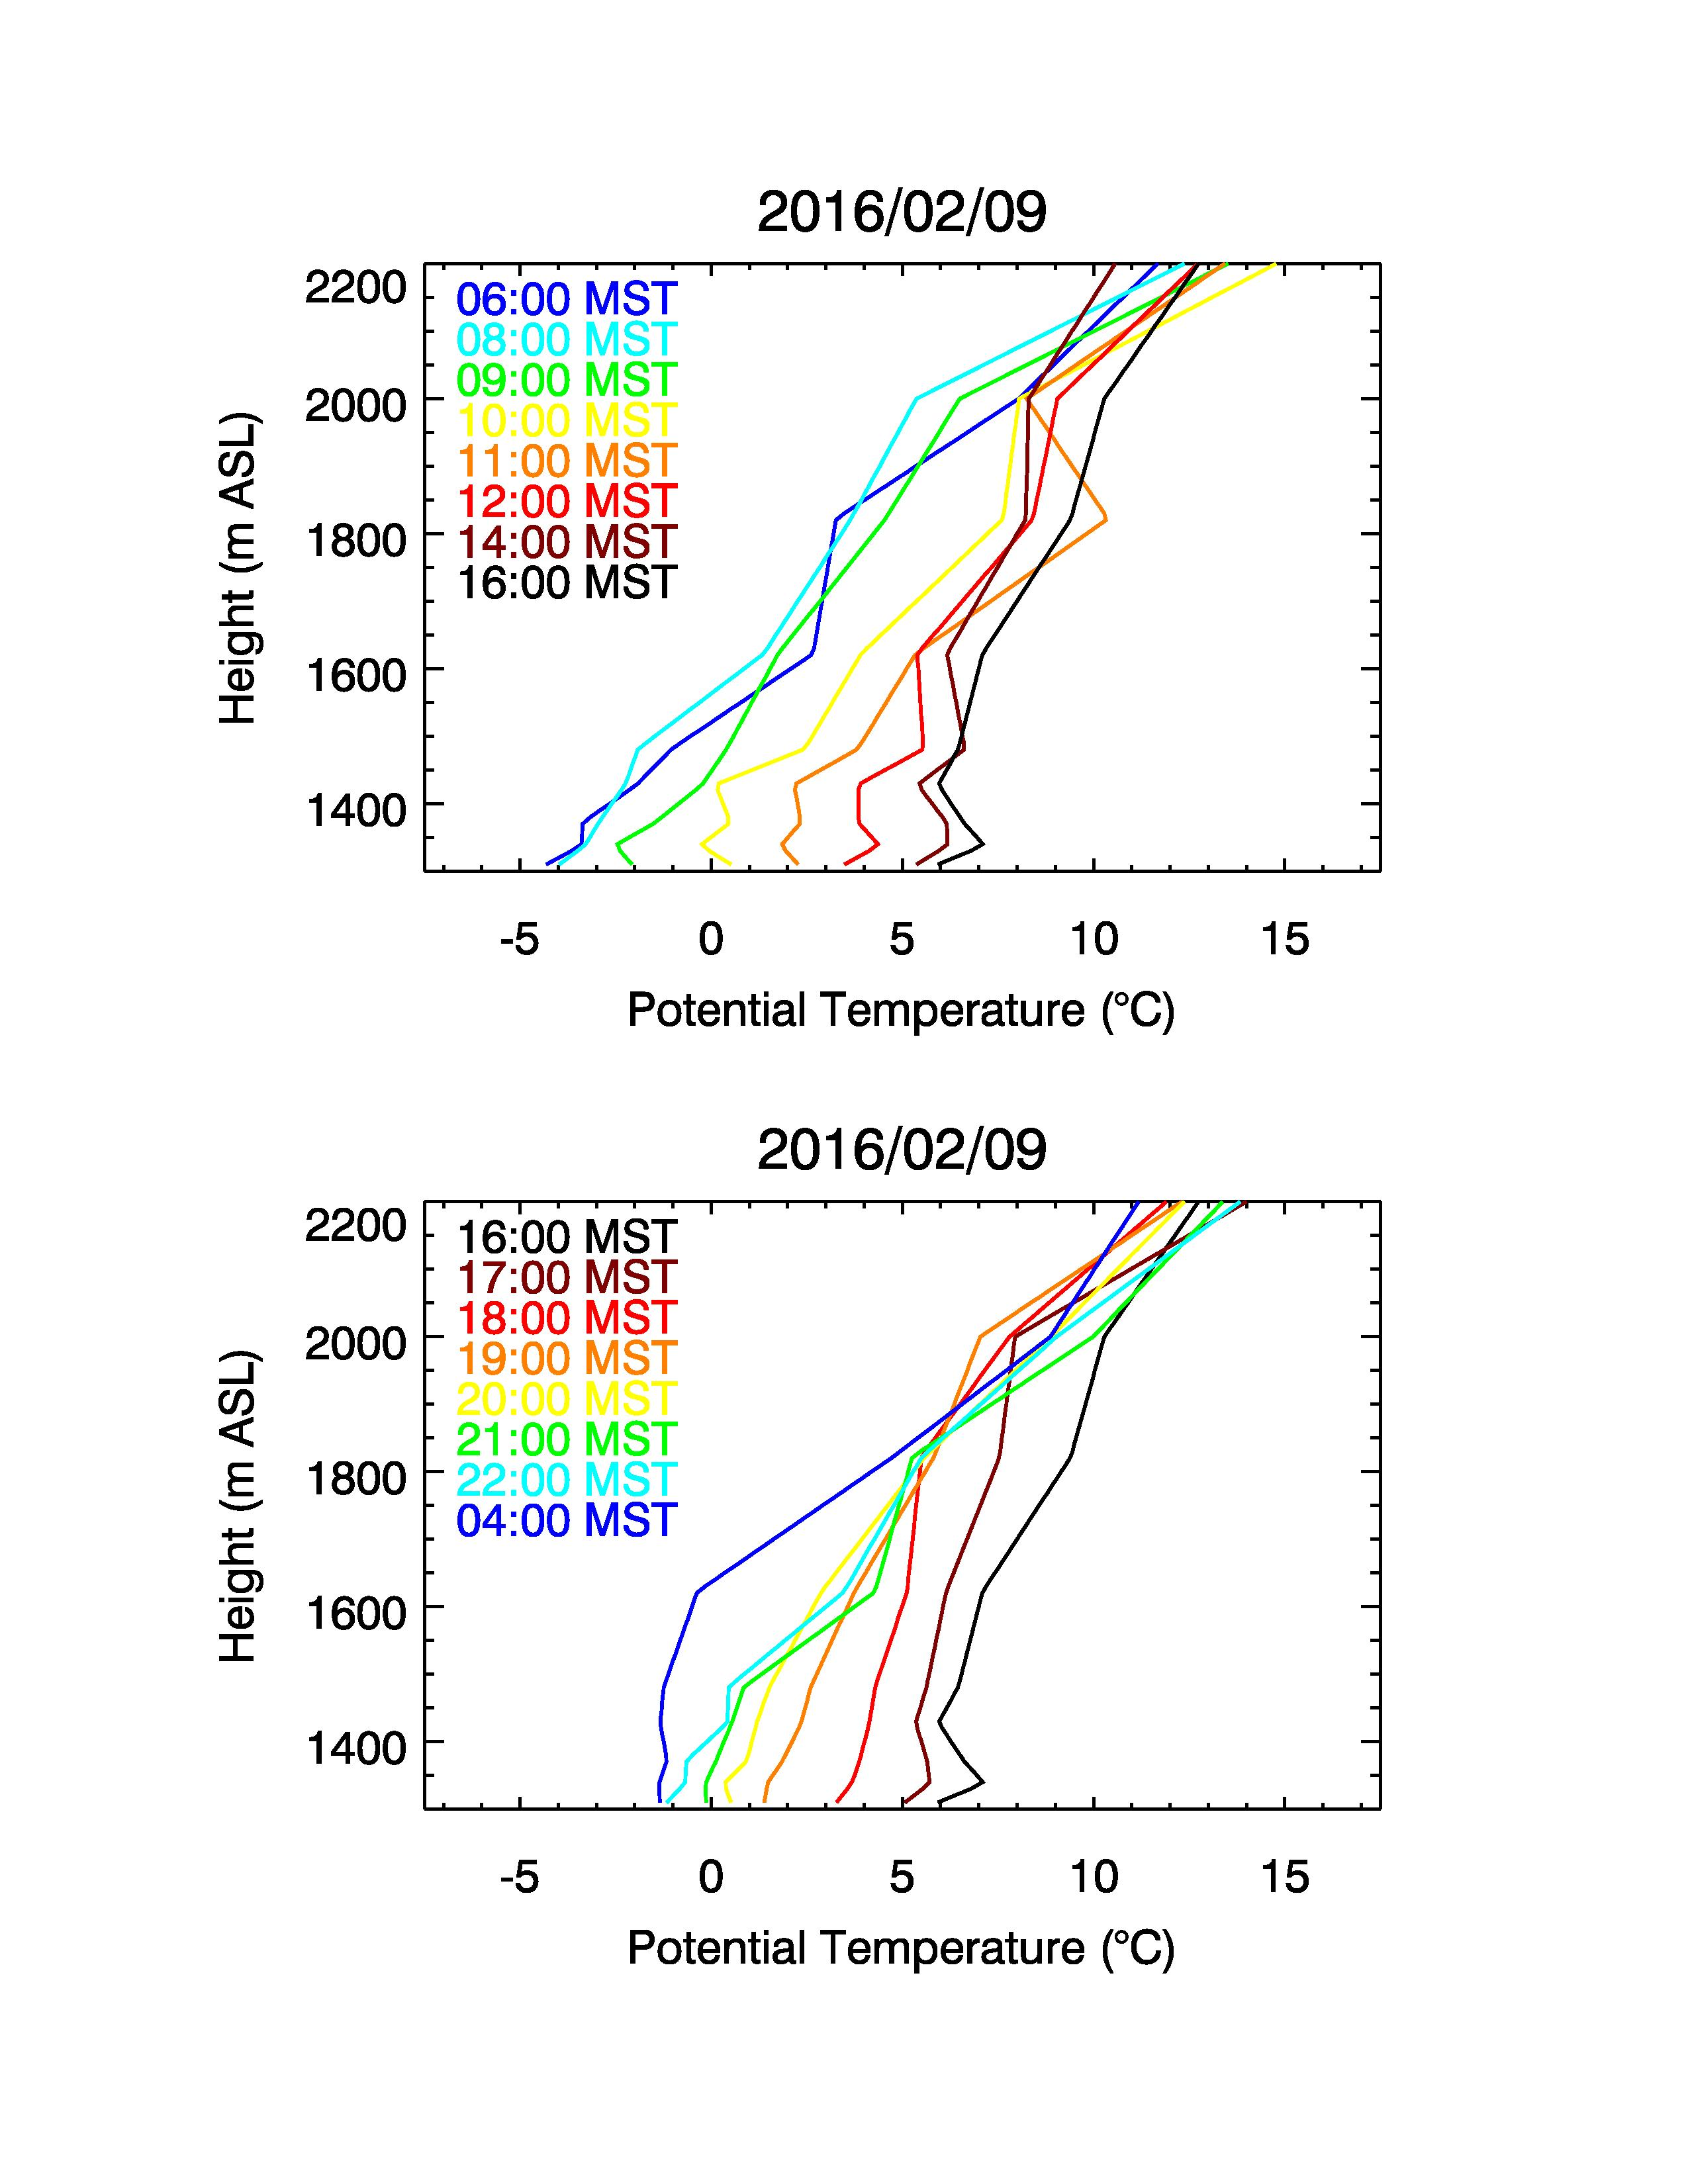 2016/02/09
2200
2000
1800
1600
1400
Height (m ASL)
06:00 MST
08:00 MST
09:00 MST
10:00 MST
11:00 MST
12:00 MST
14:00 MST
16:00 MST
-5 0 5 10 15
Potential Temperature (°C)
2016/02/09
2200
2000
1800
1600
1400
Height (m ASL)
16:00 MST
17:00 MST
18:00 MST
19:00 MST
20:00 MST
21:00 MST
22:00 MST
04:00 MST
-5 0 5 10 15
Potential Temperature (°C)